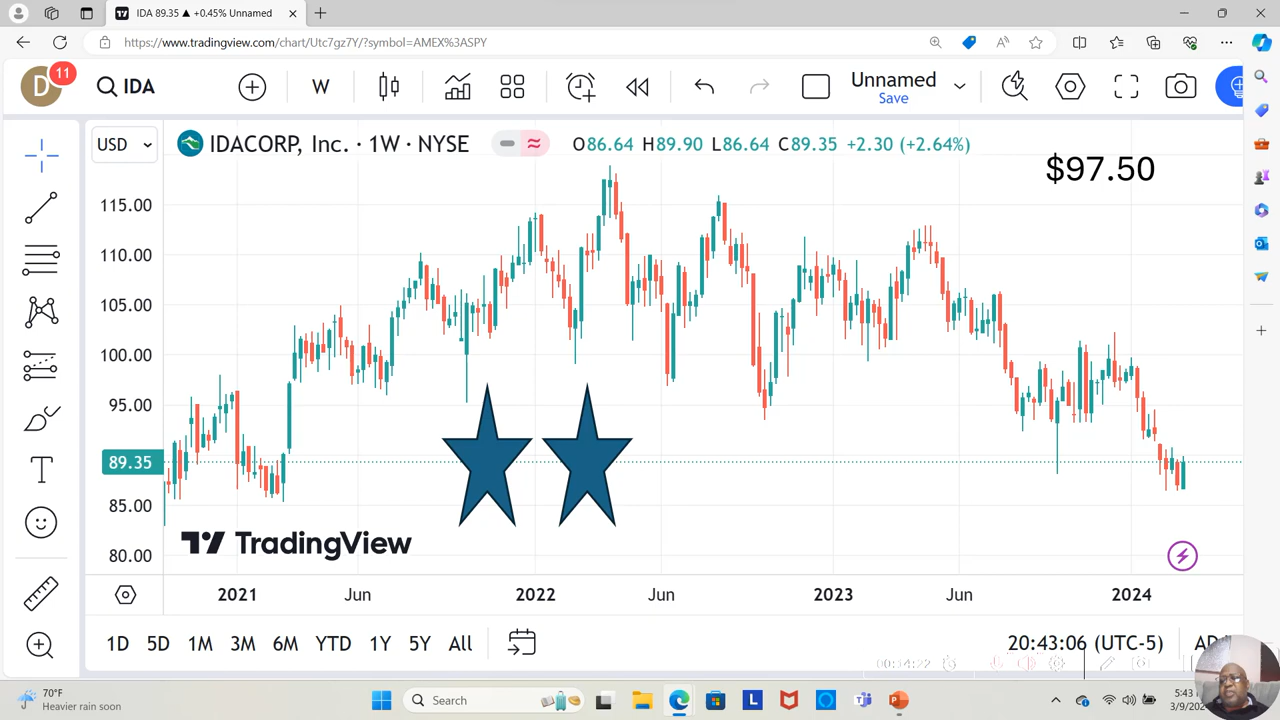 IDA 89.35 ▲ +0.45% Unnamed
https://www.tradingview.com/chart/Utc7gz7Y/?symbol=AMEX%3ASPY
D
11
IDA
W
Unnamed
Save
USD
IDACORP, Inc. · 1W · NYSE
O86.64 H89.90 L86.64 C89.35 +2.30 (+2.64%)
$97.50
115.00
110.00
105.00
100.00
95.00
89.35
85.00
80.00
TradingView
2021
Jun
2022
Jun
2023
Jun
2024
1D
5D
1M
3M
6M
YTD
1Y
5Y
All
20:43:06 (UTC-5)
00:14:22
70°F
Heavier rain soon
Search
5:43